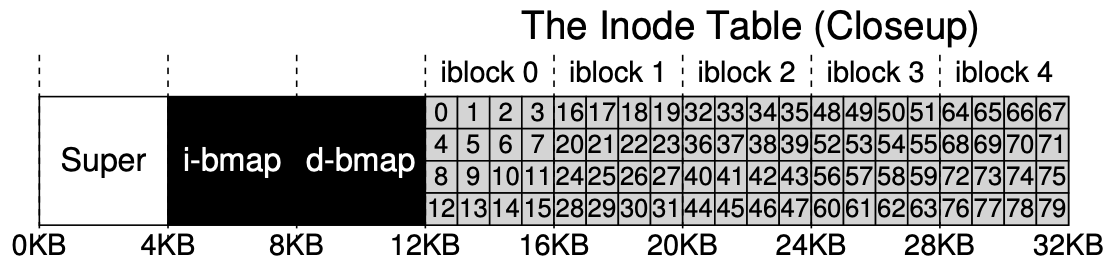 The Inode Table (Closeup)
iblock 0 iblock 1 iblock 2 iblock 3 iblock 4
0 1 2 3 16 17 18 19 32 33 34 35 48 49 50 51 64 65 66 67
4 5 6 7 20 21 22 23 36 37 38 39 52 53 54 55 68 69 70 71
Super i-bmap d-bmap
8 9 10 11 24 25 26 27 40 41 42 43 56 57 58 59 72 73 74 75
12 13 14 15 28 29 30 31 44 45 46 47 60 61 62 63 76 77 78 79
0KB 4KB 8KB 12KB 16KB 20KB 24KB 28KB 32KB